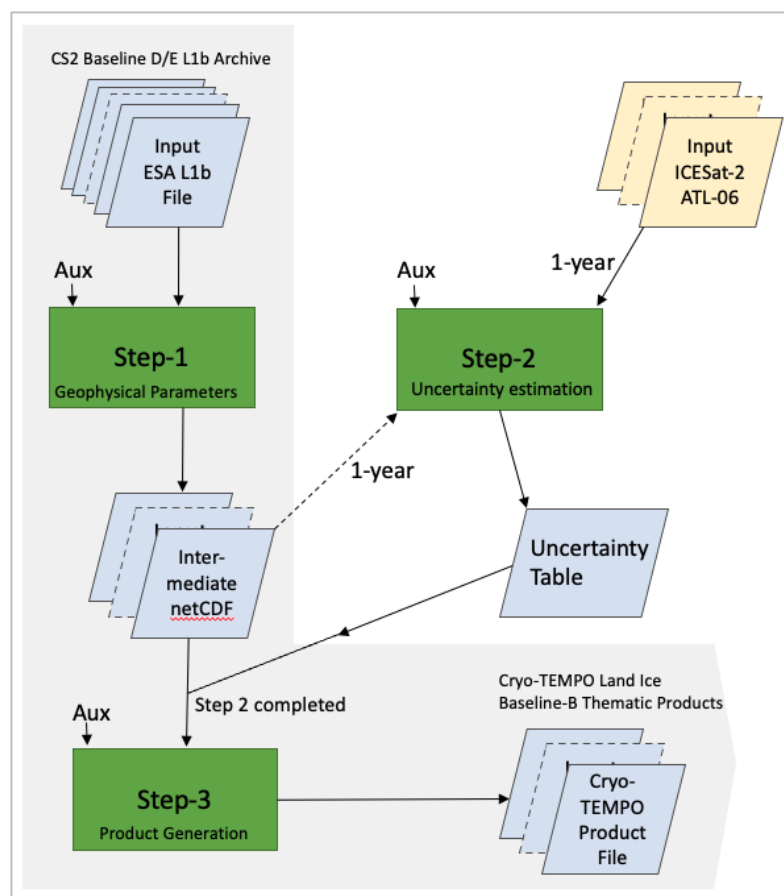 CS2 Baseline D/E L1b Archive
Input
ESA L1b
File
Input
ICESat-2
ATL-06
Aux
1-year
Aux
Step-1
Geophysical Parameters
Step-2
Uncertainty estimation
1-year
Inter-
mediate
netCDF
Uncertainty
Table
Step 2 completed
Cryo-TEMPO Land Ice
Baseline-B Thematic Products
Aux
Step-3
Product Generation
Cryo-
TEMPO
Product
File